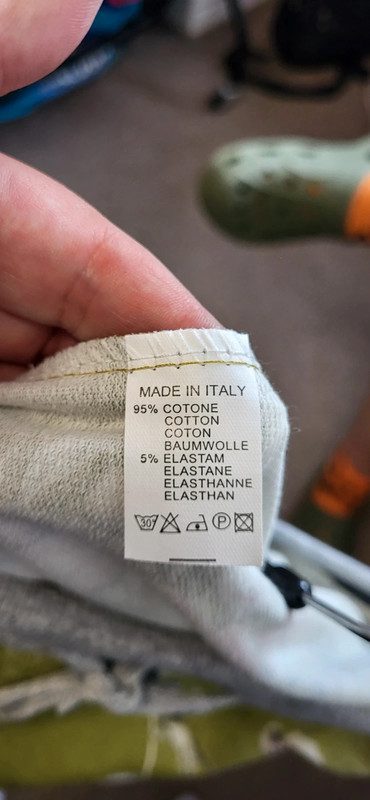 MADE IN ITALY
95% COTONE
COTTON
COTON
BAUMWOLLE
5% ELASTAM
ELASTANE
ELASTHANNE
ELASTHAN
30 P